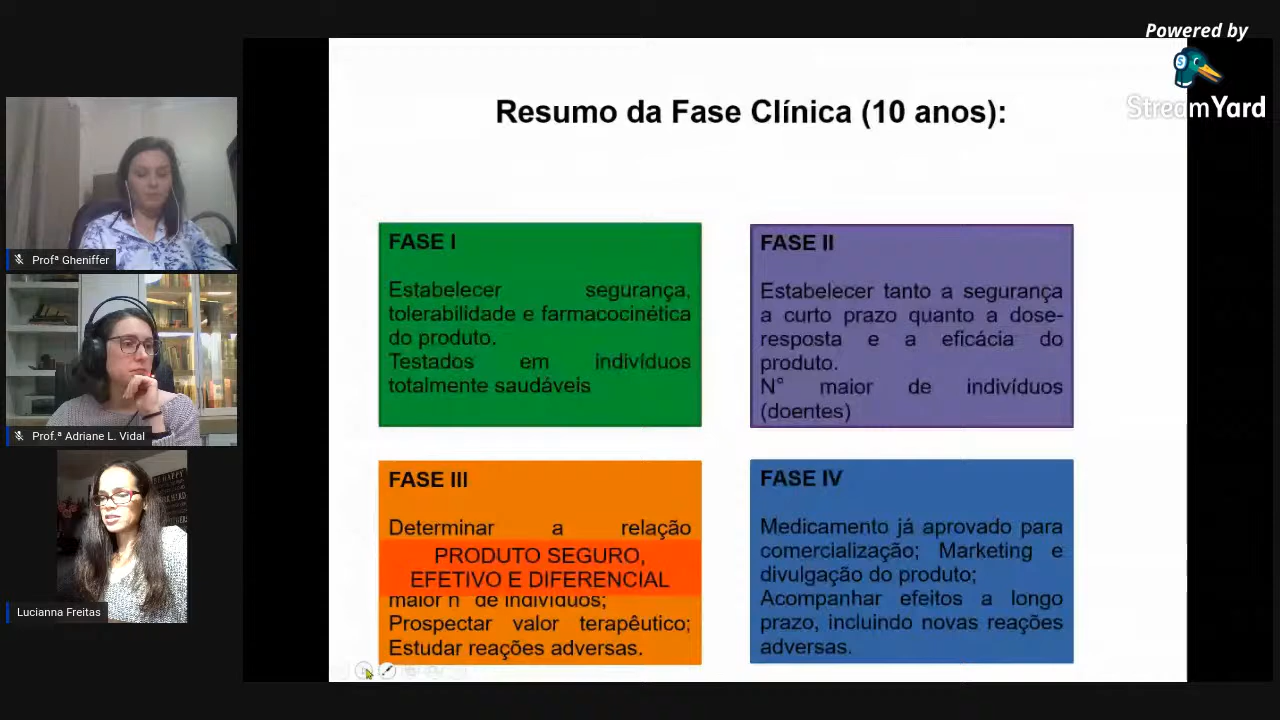 Powered by
StreamYard
Resumo da Fase Clínica (10 anos):
FASE I
Estabelecer segurança,
tolerabilidade e farmacocinética
do produto.
Testados em indivíduos
totalmente saudáveis
FASE II
Estabelecer tanto a segurança
a curto prazo quanto a dose-
resposta e a eficácia do
produto.
N° maior de indivíduos
(doentes)
FASE III
Determinar a relação
PRODUTO SEGURO,
EFETIVO E DIFERENCIAL
maior n° de indivíduos;
Prospectar valor terapêutico;
Estudar reações adversas.
FASE IV
Medicamento já aprovado para
comercialização; Marketing e
divulgação do produto;
Acompanhar efeitos a longo
prazo, incluindo novas reações
adversas.
Profª Gheniffer
Prof.ª Adriane L. Vidal
Lucianna Freitas